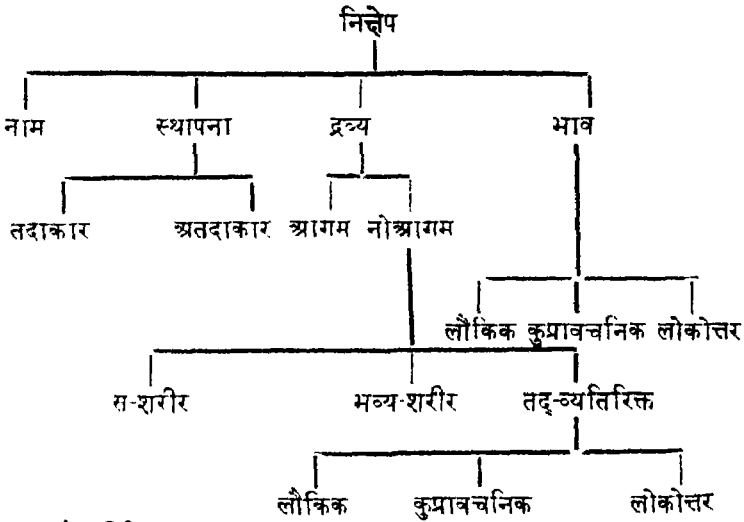 निक्षेप
नाम स्थापना द्रव्य भाव
तदाकार अतदाकार आगम नोआगम
लौकिक कुप्रावचनिक लोकोत्तर
स-शरीर भव्य-शरीर तद्-व्यतिरिक्त
लौकिक कुप्रावचनिक लोकोत्तर